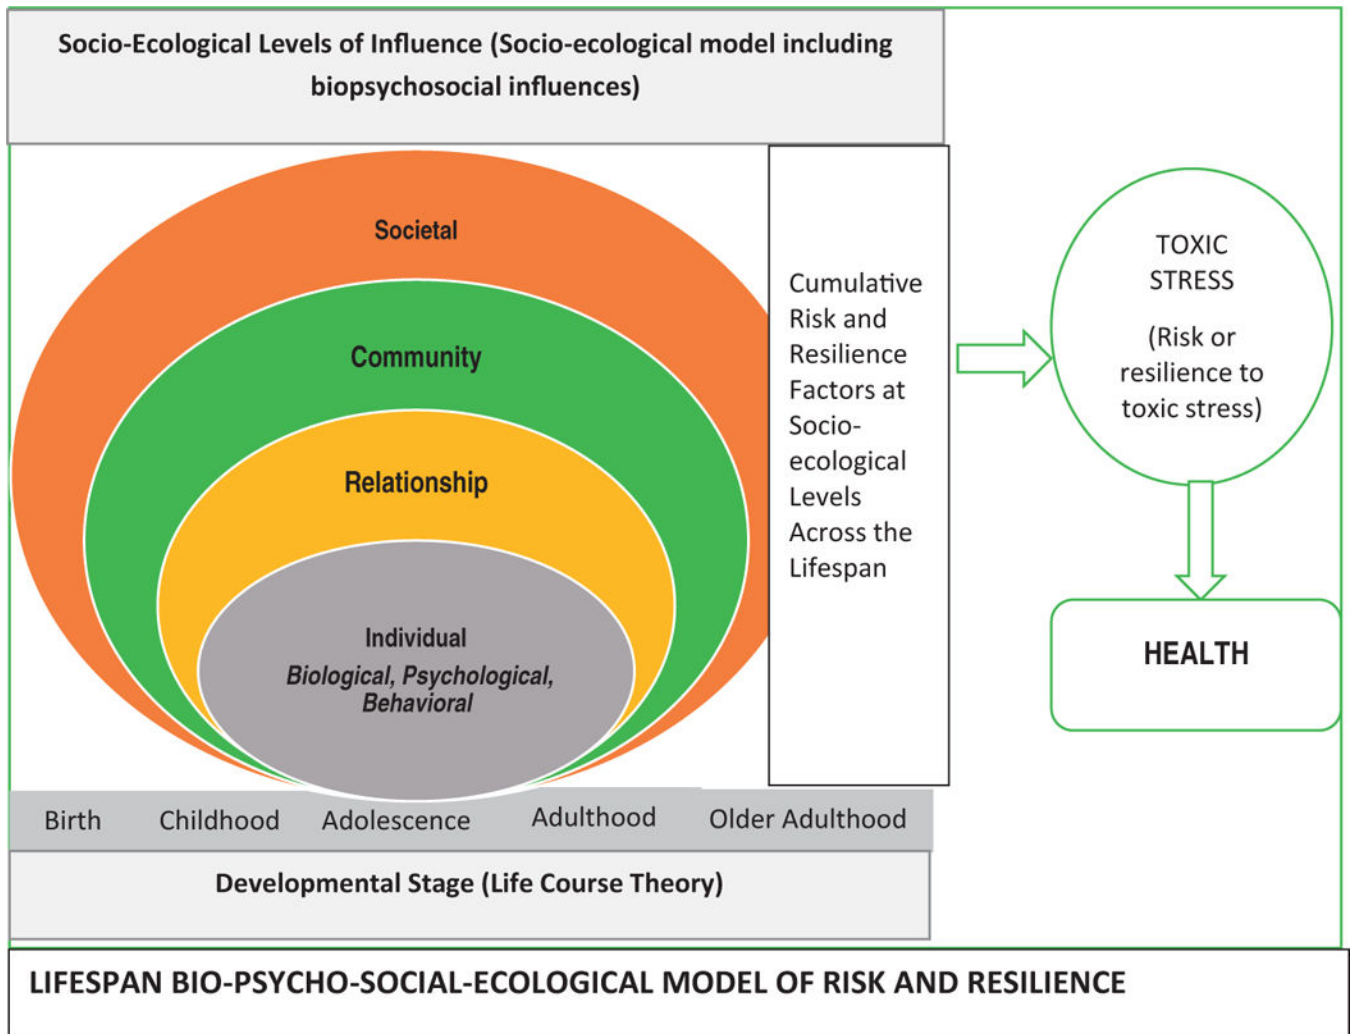 Socio-Ecological Levels of Influence (Socio-ecological model including
biopsychosocial influences)
Societal
Community
Relationship
Individual
Biological, Psychological,
Behavioral
Cumulative
Risk and
Resilience
Factors at
Socio-
ecological
Levels
Across the
Lifespan
TOXIC
STRESS
(Risk or
resilience to
toxic stress)
HEALTH
Birth Childhood Adolescence Adulthood Older Adulthood
Developmental Stage (Life Course Theory)
LIFESPAN BIO-PSYCHO-SOCIAL-ECOLOGICAL MODEL OF RISK AND RESILIENCE